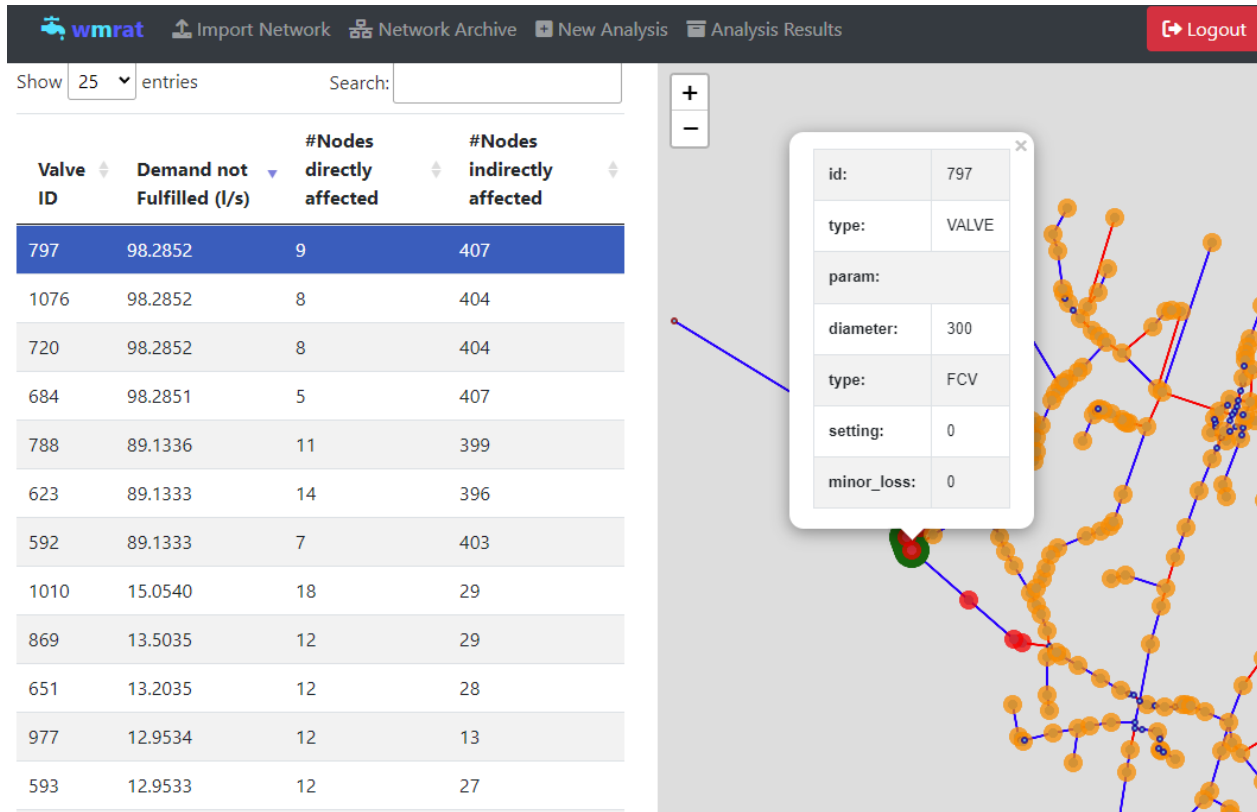 wmrat Import Network Network Archive New Analysis Analysis Results Logout
Show 25 entries Search:
Valve ID Demand not Fulfilled (l/s) #Nodes directly affected #Nodes indirectly affected
797 98.2852 9 407
1076 98.2852 8 404
720 98.2852 8 404
684 98.2851 5 407
788 89.1336 11 399
623 89.1333 14 396
592 89.1333 7 403
1010 15.0540 18 29
869 13.5035 12 29
651 13.2035 12 28
977 12.9534 12 13
593 12.9533 12 27
+
−
×
id: 797
type: VALVE
param:
diameter: 300
type: FCV
setting: 0
minor_loss: 0